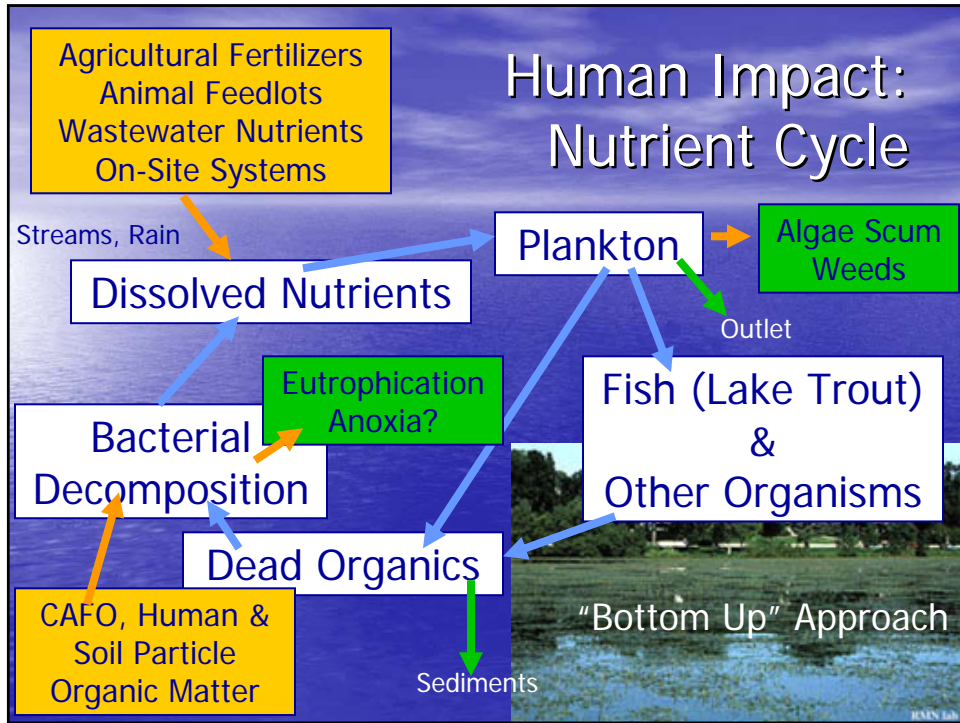 Agricultural Fertilizers
Animal Feedlots
Wastewater Nutrients
On-Site Systems
Human Impact:
Nutrient Cycle
Streams, Rain
Dissolved Nutrients
Plankton
Algae Scum
Weeds
Outlet
Eutrophication
Anoxia?
Bacterial
Decomposition
Fish (Lake Trout)
&
Other Organisms
Dead Organics
CAFO, Human &
Soil Particle
Organic Matter
Sediments
“Bottom Up” Approach
RMN lab